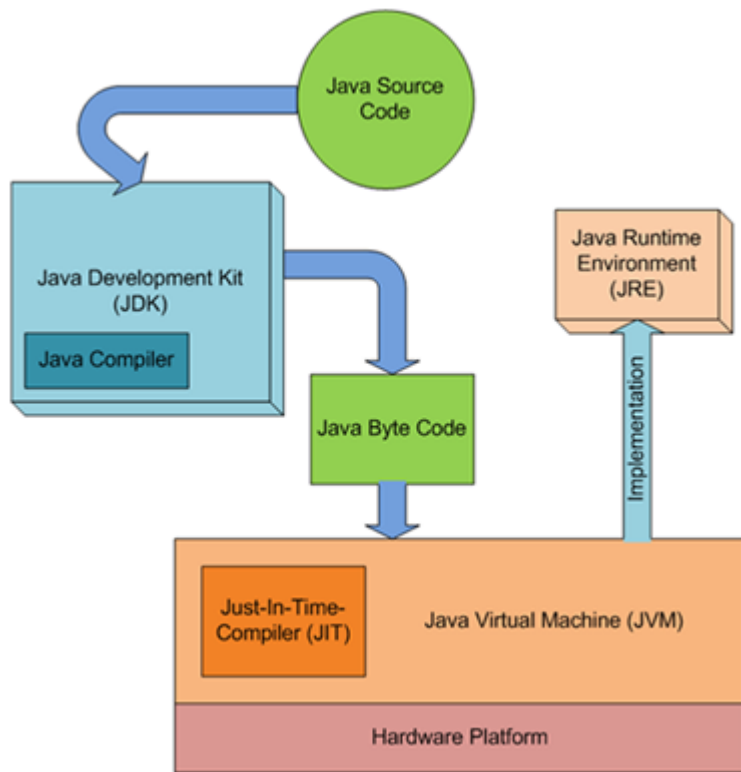 Java Source
Code
Java Development Kit
(JDK)
Java Compiler
Java Runtime
Environment
(JRE)
Java Byte Code
Implementation
Just-In-Time-
Compiler (JIT)
Java Virtual Machine (JVM)
Hardware Platform